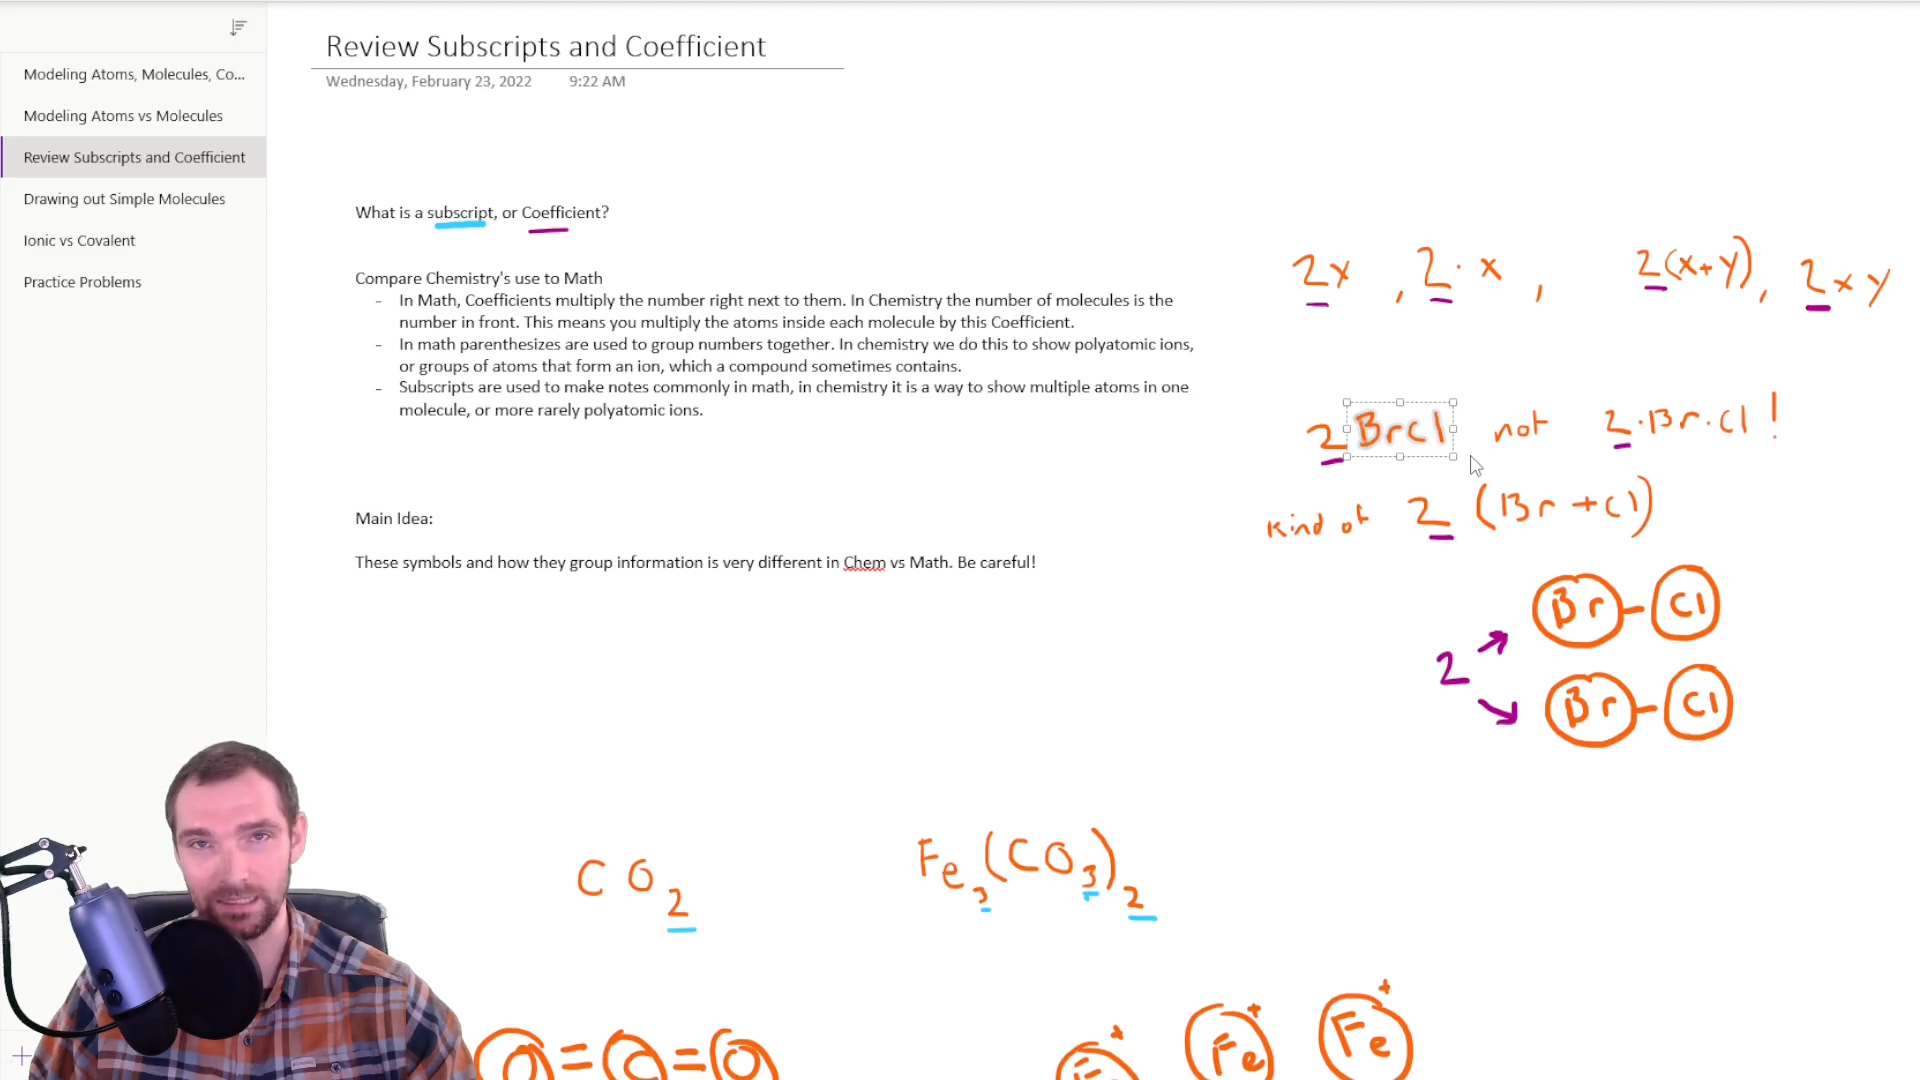 Review Subscripts and Coefficient
Wednesday, February 23, 2022 9:22 AM
Modeling Atoms, Molecules, Co...
Modeling Atoms vs Molecules
Review Subscripts and Coefficient
Drawing out Simple Molecules
Ionic vs Covalent
Practice Problems
What is a subscript, or Coefficient?
Compare Chemistry's use to Math
- In Math, Coefficients multiply the number right next to them. In Chemistry the number of molecules is the
number in front. This means you multiply the atoms inside each molecule by this Coefficient.
- In math parenthesizes are used to group numbers together. In chemistry we do this to show polyatomic ions,
or groups of atoms that form an ion, which a compound sometimes contains.
- Subscripts are used to make notes commonly in math, in chemistry it is a way to show multiple atoms in one
molecule, or more rarely polyatomic ions.
Main Idea:
These symbols and how they group information is very different in Chem vs Math. Be careful!
2x , 2·x , 2(x+y), 2xy
2BrCl not 2·Br·Cl!
kind of 2(Br+Cl)
Br-Cl
2
Br-Cl
CO₂
Fe₃(CO₃)₂
+ + +
Fe Fe